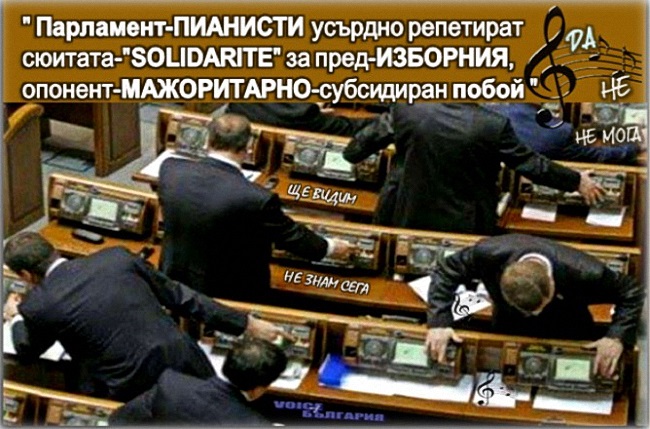 " Парламент-ПИАНИСТИ усърдно репетират
сюитата-"SOLIDARITE" за пред-ИЗБОРНИЯ,
опонент-МАЖОРИТАРНО-субсидиран побой "
ДА
НЕ
НЕ МОГА
ЩЕ ВИДИМ
НЕ ЗНАМ СЕГА
VOICE
БЪЛГАРИЯ